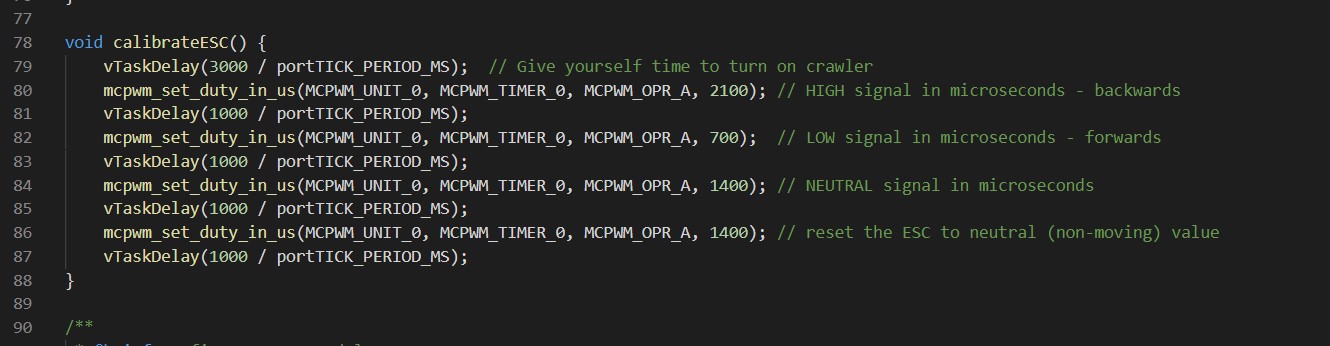 77
78 void calibrateESC() {
79 vTaskDelay(3000 / portTICK_PERIOD_MS);  // Give yourself time to turn on crawler
80 mcpwm_set_duty_in_us(MCPWM_UNIT_0, MCPWM_TIMER_0, MCPWM_OPR_A, 2100); // HIGH signal in microseconds - backwards
81 vTaskDelay(1000 / portTICK_PERIOD_MS);
82 mcpwm_set_duty_in_us(MCPWM_UNIT_0, MCPWM_TIMER_0, MCPWM_OPR_A, 700);  // LOW signal in microseconds - forwards
83 vTaskDelay(1000 / portTICK_PERIOD_MS);
84 mcpwm_set_duty_in_us(MCPWM_UNIT_0, MCPWM_TIMER_0, MCPWM_OPR_A, 1400); // NEUTRAL signal in microseconds
85 vTaskDelay(1000 / portTICK_PERIOD_MS);
86 mcpwm_set_duty_in_us(MCPWM_UNIT_0, MCPWM_TIMER_0, MCPWM_OPR_A, 1400); // reset the ESC to neutral (non-moving) value
87 vTaskDelay(1000 / portTICK_PERIOD_MS);
88 }
89
90 /**